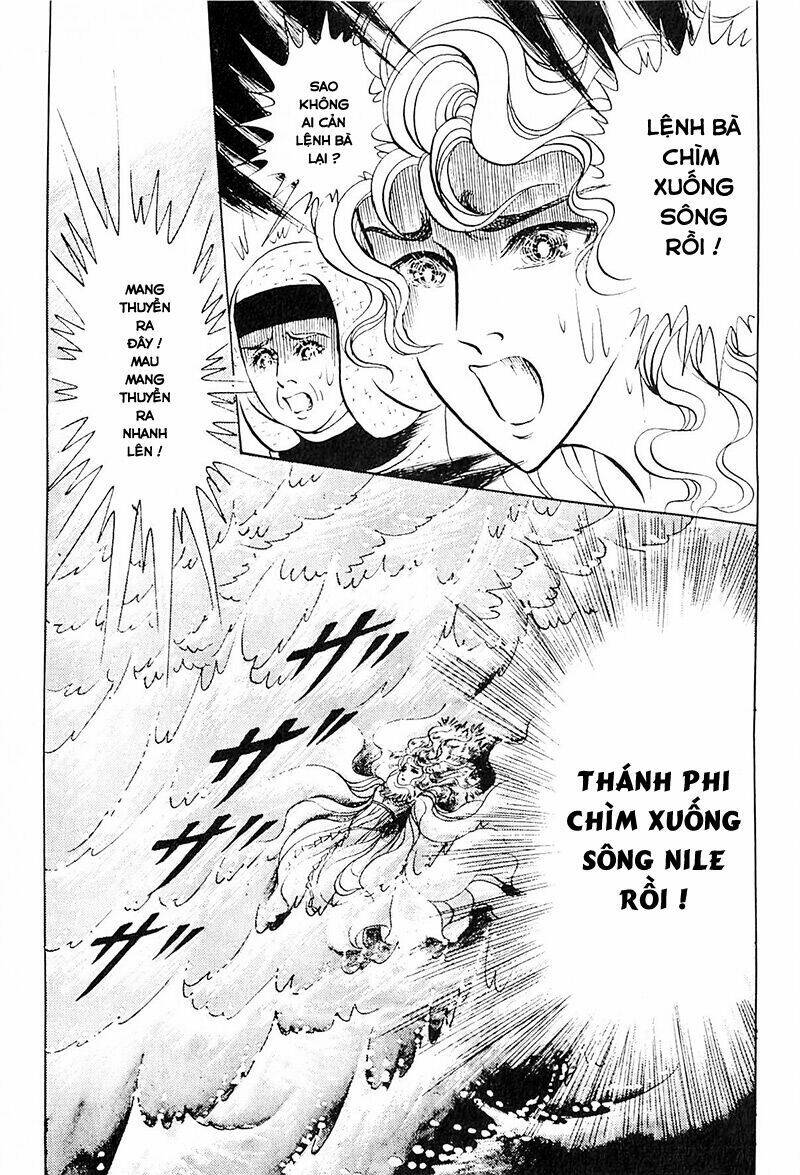 LỆNH BÀ
CHÌM
XUỐNG
SÔNG
RỒI !
SAO
KHÔNG
AI CẢN
LỆNH BÀ
LẠI ?
MANG
THUYỀN
RA
ĐÂY !
MAU
MANG
THUYỀN
RA
NHANH
LÊN !
ザザ
ザザ
THÁNH PHI
CHÌM XUỐNG
SÔNG NILE
RỒI !